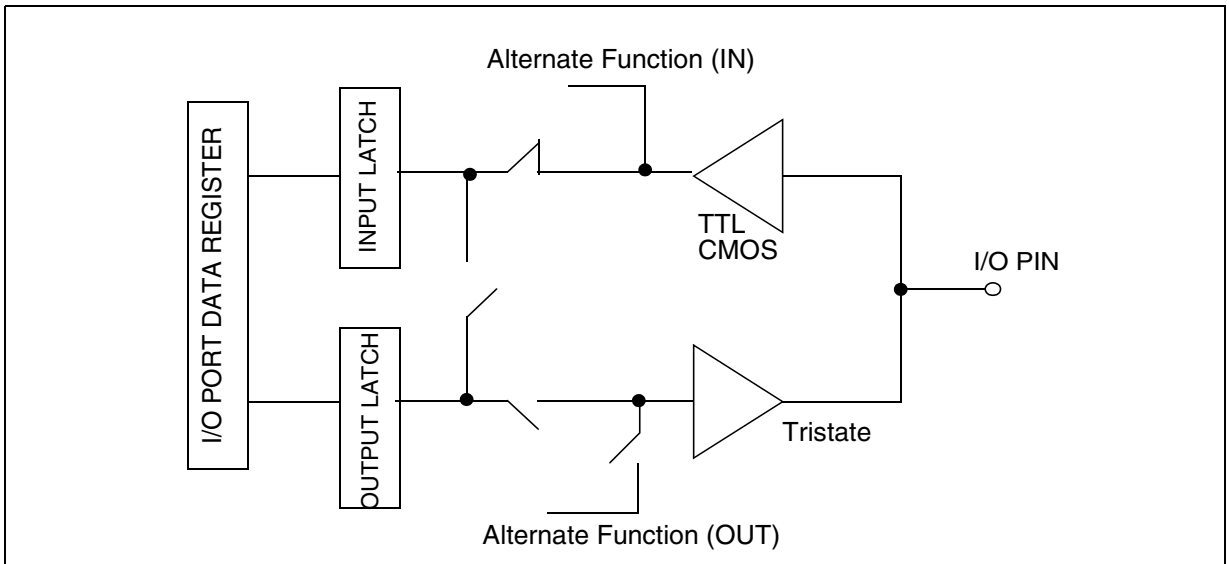 Alternate Function (IN)
I/O PORT DATA REGISTER
INPUT LATCH
TTL
CMOS
I/O PIN
OUTPUT LATCH
Tristate
Alternate Function (OUT)